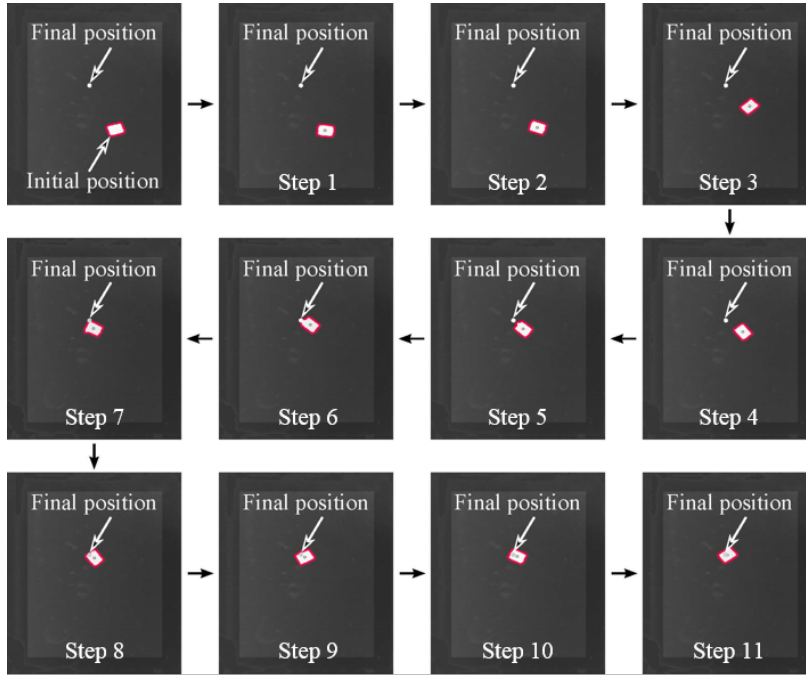 Final position
Initial position
Final position
Step 1
Final position
Step 2
Final position
Step 3
Final position
Step 7
Final position
Step 6
Final position
Step 5
Final position
Step 4
Final position
Step 8
Final position
Step 9
Final position
Step 10
Final position
Step 11